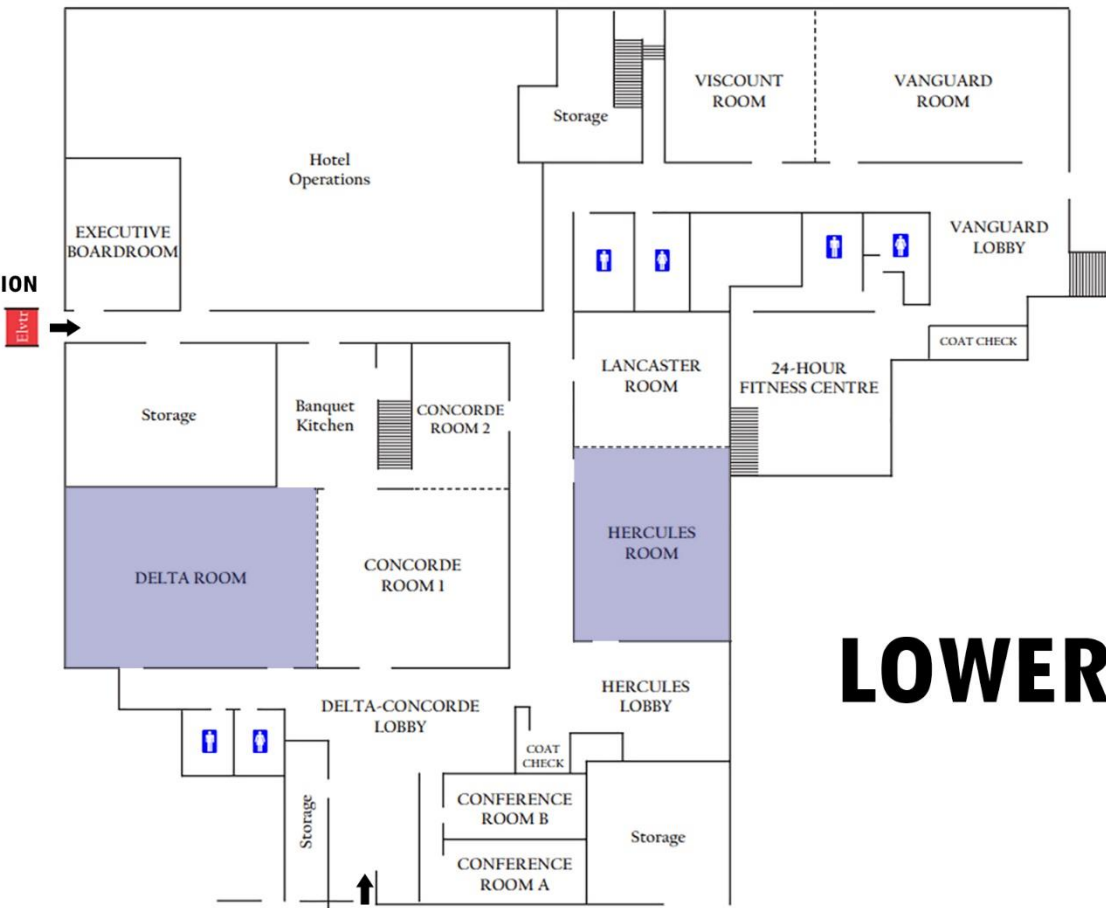 VISCOUNT
ROOM
VANGUARD
ROOM
Storage
Hotel
Operations
EXECUTIVE
BOARDROOM
VANGUARD
LOBBY
ION
Elvtr
COAT CHECK
LANCASTER
ROOM
24-HOUR
FITNESS CENTRE
Storage
Banquet
Kitchen
CONCORDE
ROOM 2
HERCULES
ROOM
DELTA ROOM
CONCORDE
ROOM 1
LOWER
HERCULES
LOBBY
DELTA-CONCORDE
LOBBY
COAT
CHECK
CONFERENCE
ROOM B
Storage
Storage
CONFERENCE
ROOM A